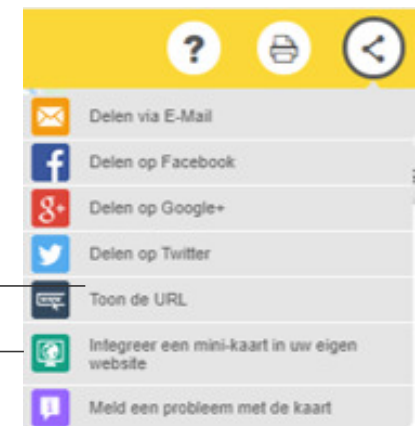 ?
Delen via E-Mail
Delen op Facebook
Delen op Google+
Delen op Twitter
Toon de URL
Integreer een mini-kaart in uw eigen
website
Meld een probleem met de kaart